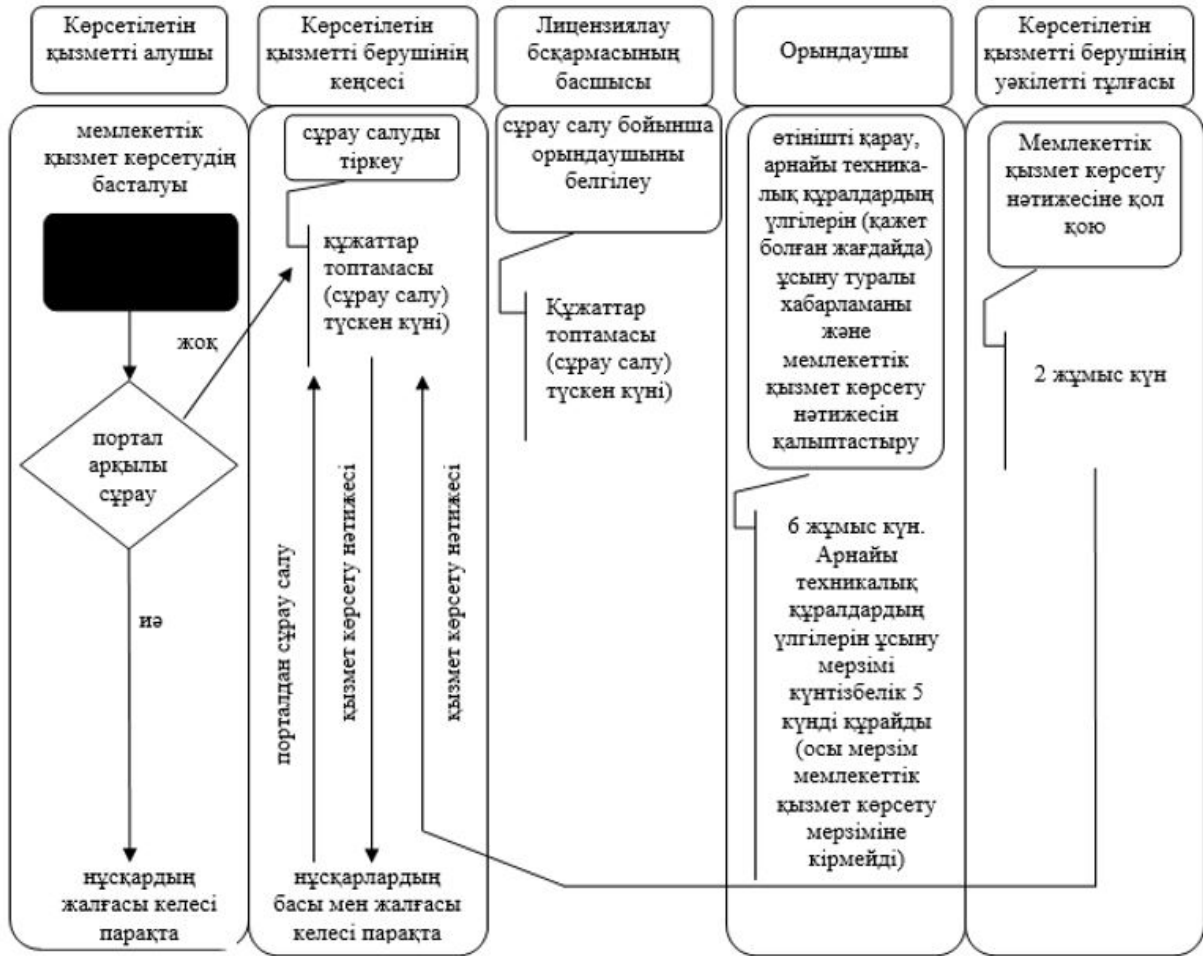 Көрсетілетін
қызметті алушы
Көрсетілетін
қызметті берушінің
кеңсесі
Лицензиялау
бсқармасының
басшысы
Орындаушы
Көрсетілетін
қызметті берушінің
уәкілетті тұлғасы
мемлекеттік
қызмет көрсетудің
басталуы
жоқ
портал
арқылы
сұрау
иә
нұсқардың
жалғасы келесі
парақта
сұрау салуды
тіркеу
құжаттар
топтамасы
(сұрау салу)
түскен күні)
порталдан сұрау салу
қызмет көрсету нәтижесі
қызмет көрсету нәтижесі
нұсқарлардың
басы мен жалғасы
келесі парақта
сұрау салу бойынша
орындаушыны
белгілеу
Құжаттар
топтамасы
(сұрау салу)
түскен күні)
өтінішті қарау,
арнайы техника-
лық құралдардың
үлгілерін (қажет
болған жағдайда)
ұсыну туралы
хабарламаны
және
мемлекеттік
қызмет көрсету
нәтижесін
қалыптастыру
6 жұмыс күн.
Арнайы
техникалық
құралдардың
үлгілерін ұсыну
мерзімі
күнтізбелік 5
күнді құрайды
(осы мерзім
мемлекеттік
қызмет көрсету
мерзіміне
кірмейді)
Мемлекеттік
қызмет көрсету
нәтижесіне қол
қою
2 жұмыс күн